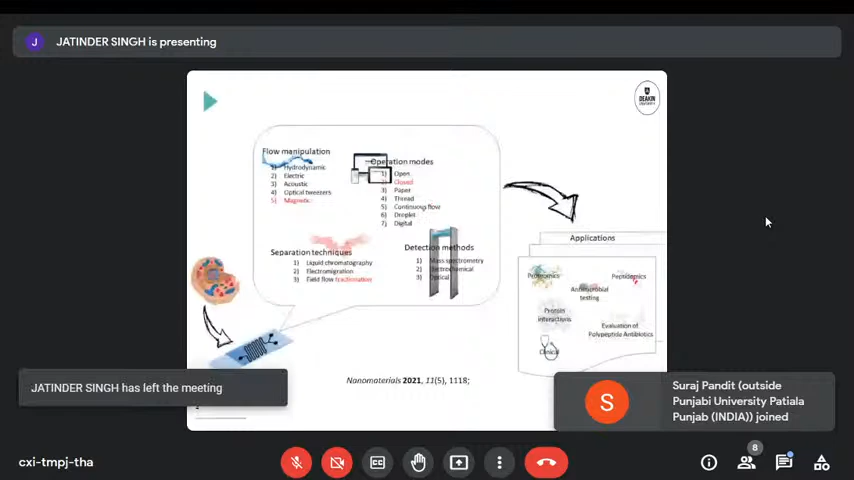 J JATINDER SINGH is presenting
DEAKIN
Flow manipulation
1) Hydrodynamic
2) Electric
3) Acoustic
4) Optical tweezers
5) Magnetic
Operation modes
1) Open
2) Closed
3) Paper
4) Thread
5) Continuous flow
6) Droplet
7) Digital
Separation techniques
1) Liquid chromatography
2) Electromigration
3) Field flow fractionation
Detection methods
1) Mass spectrometry
2) Electrochemical
3) Optical
Applications
Proteomics
Peptidomics
Antimicrobial
testing
Protein
interactions
Evaluation of
Polypeptide Antibiotics
Clinical
Nanomaterials 2021, 11(5), 1118;
JATINDER SINGH has left the meeting
S
Suraj Pandit (outside
Punjabi University Patiala
Punjab (INDIA)) joined
cxi-tmpj-tha
8